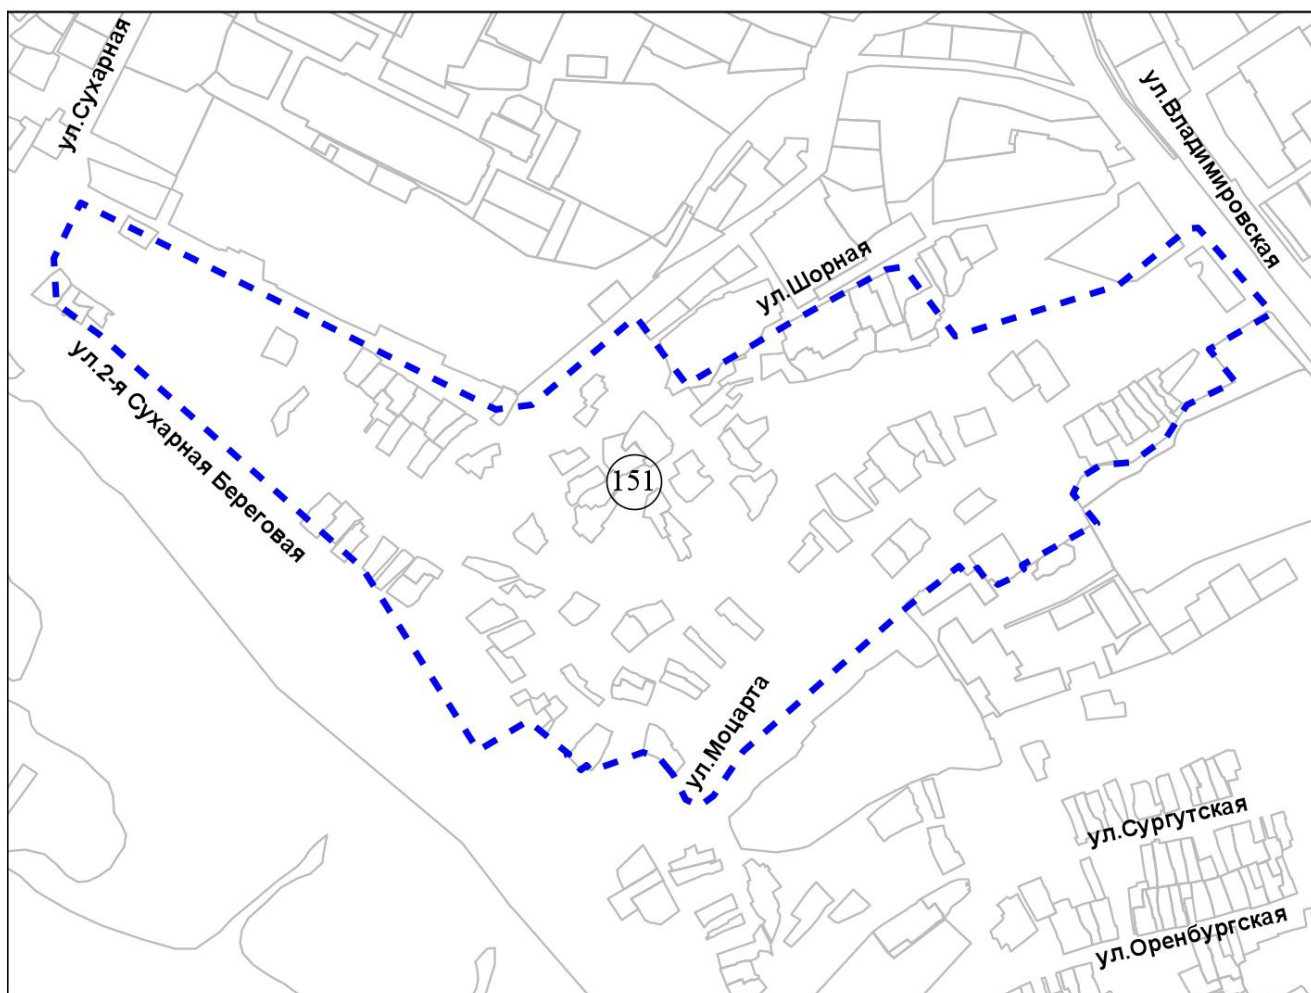 ул.Сухарная
ул.Владимировская
ул.Шорная
ул.2-я Сухарная Береговая
151
ул.Моцарта
ул.Сургутская
ул.Оренбургская